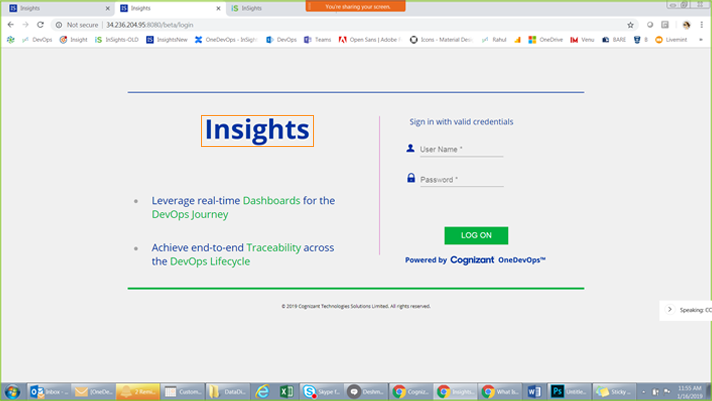 Insights
Insights
InSights
You're sharing your screen.
Not secure | 34.236.204.95:8080/beta/login
DevOps
Insight
InSights-OLD
InsightsNew
OneDevOps - InSigh
DevOps
Teams
Open Sans | Adobe
Icons - Material Des
Rahul
OneDrive
Venu
BARE
B
Livemint
Insights
Leverage real-time Dashboards for the
DevOps Journey
Achieve end-to-end Traceability across
the DevOps Lifecycle
Sign in with valid credentials
User Name *
Password *
LOG ON
Powered by Cognizant OneDevOps™
© 2019 Cognizant Technologies Solutions Limited. All rights reserved.
Speaking: CC
Inbox -
(OneDe
2 Remi
Custom
DataDi
Skype f
Deshm
Cogniz
Insights
What b
Untitle
Sticky
11:55 AM
1/16/2019